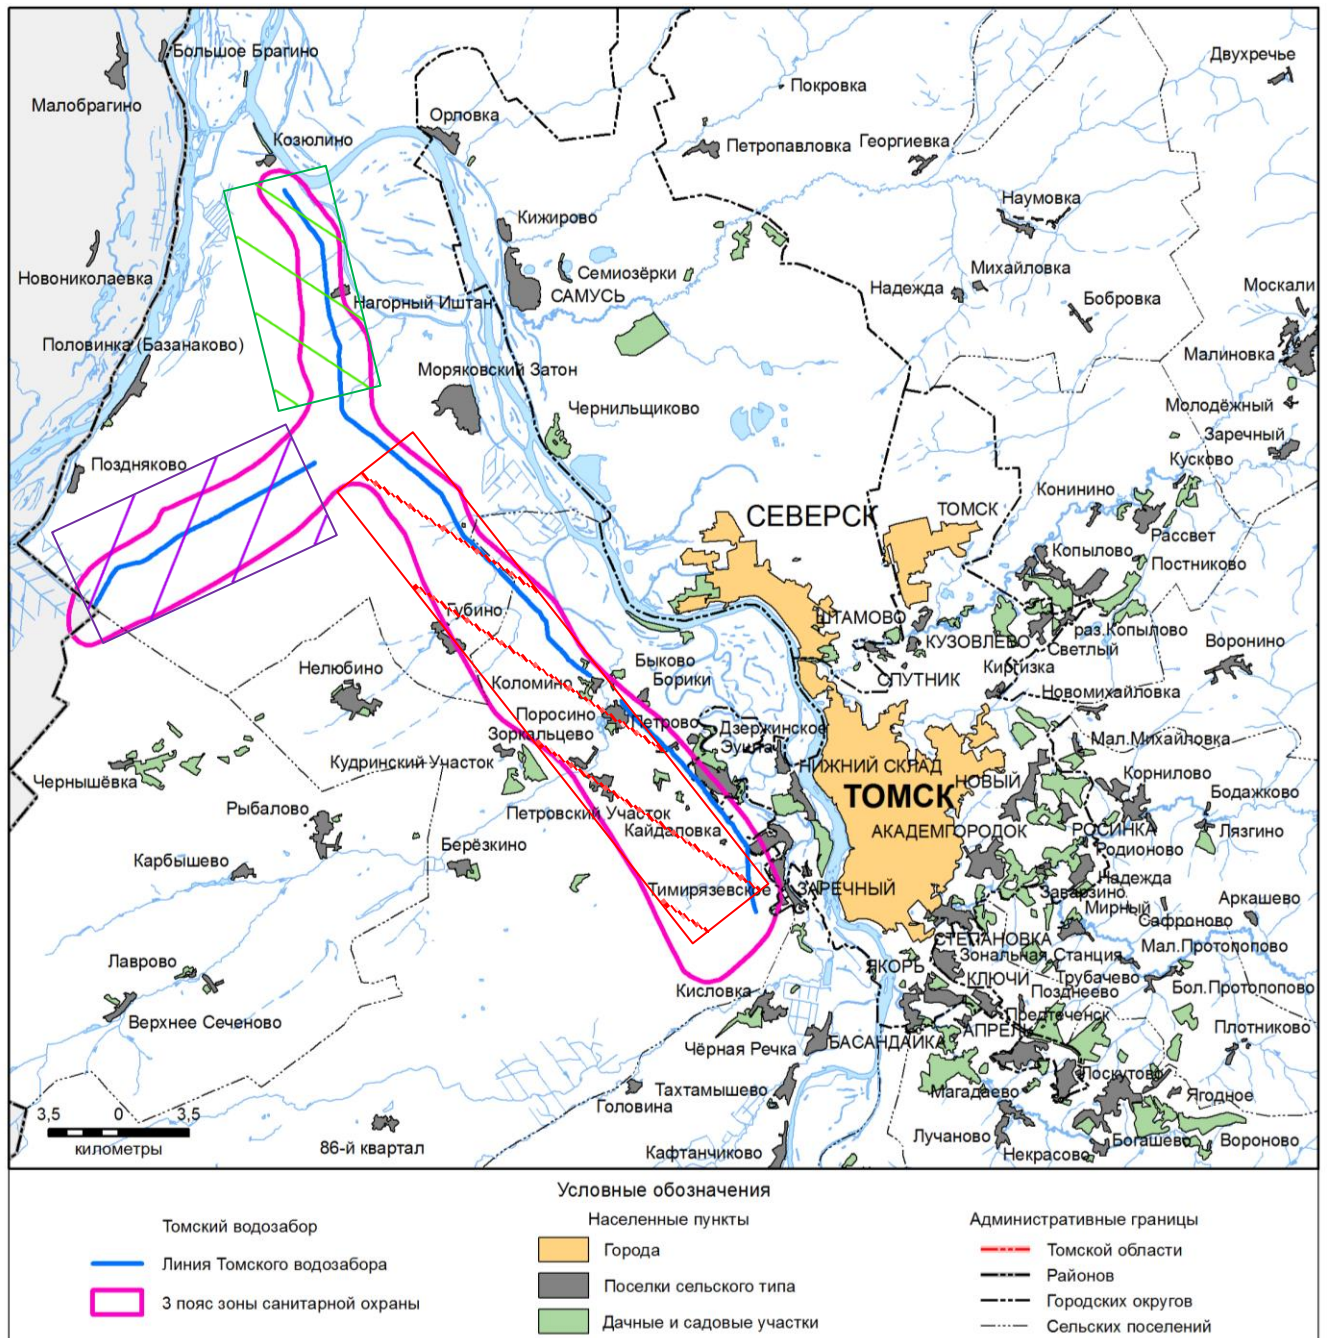 Большое Брагино
Двухречье
Малобрагино
Покровка
Орловка
Козюлино
Петропавловка
Георгиевка
Наумовка
Кижирово
Новониколаевка
Семиозёрки
Михайловка
Нагорный Иштан
САМУСЬ
Надежда
Бобровка
Москали
Половинка (Базанаково)
Малиновка
Моряковский Затон
Чернильщиково
Молодёжный
Заречный
Поздняково
Кусково
Конинино
СЕВЕРСК
ТОМСК
Рассвет
Копылово
Постниково
Губино
ШТАМОВО
КУЗОВЛЕВО
раз.Копылово
Светлый
Воронино
Нелюбино
Быково
Киргизка
Коломино
Борики
СПУТНИК
Новомихайловка
Поросино
Петрово
Дзержинское
Зоркальцево
Эушта
Мал.Михайловка
Кудринский Участок
НИЖНИЙ СКЛАД
НОВЫЙ
Чернышёвка
Корнилово
Бодажково
ТОМСК
Рыбалово
Петровский Участок
Кайдаловка
АКАДЕМГОРОДОК
РОСИНКА
Лязгино
Родионово
Карбышево
Берёзкино
Надежда
Тимирязевское
ЗАРЕЧНЫЙ
Заварзино
Мирный
Аркашево
Сафроново
СТЕПАНОВКА
Мал.Протопопово
Зональная Станция
Лаврово
ЯКОРЬ
КЛЮЧИ
Трубачево
Бол.Протопопово
Кисловка
Позднеево
Верхнее Сеченово
Предтеченск
АПРЕЛЬ
Плотниково
Чёрная Речка
БАСАНДАЙКА
Лоскутово
Тахтамышево
Магадаево
Ягодное
Головина
3,5 0 3,5
километры
86-й квартал
Лучаново
Богашево
Вороново
Кафтанчиково
Некрасово
Условные обозначения
Томский водозабор
Линия Томского водозабора
3 пояс зоны санитарной охраны
Населенные пункты
Города
Поселки сельского типа
Дачные и садовые участки
Административные границы
Томской области
Районов
Городских округов
Сельских поселений